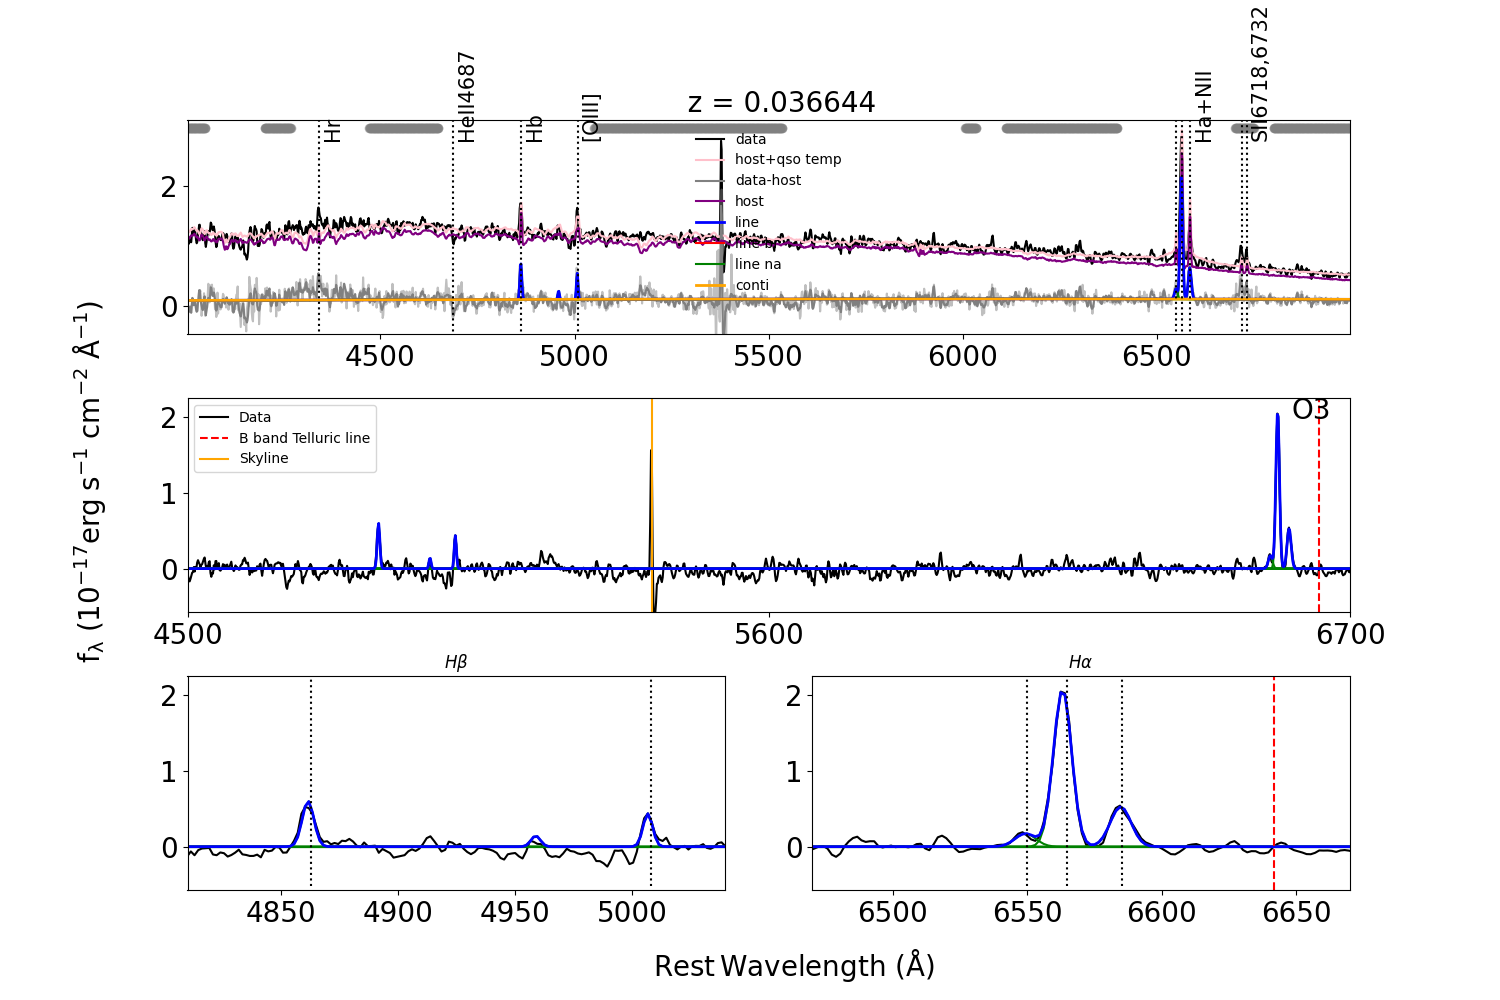 z = 0.036644
Hr
HeII4687
Hb
[OIII]
Ha+NII
SII6718,6732
data
host+qso temp
data-host
host
line
line na
conti
2
0
4500 5000 5500 6000 6500
Data
B band Telluric line
Skyline
O3
2
1
0
4500 5600 6700
fλ (10⁻¹⁷erg s⁻¹ cm⁻² Å⁻¹)
Hβ
2
1
0
4850 4900 4950 5000
Hα
2
1
0
6500 6550 6600 6650
Rest Wavelength (Å)